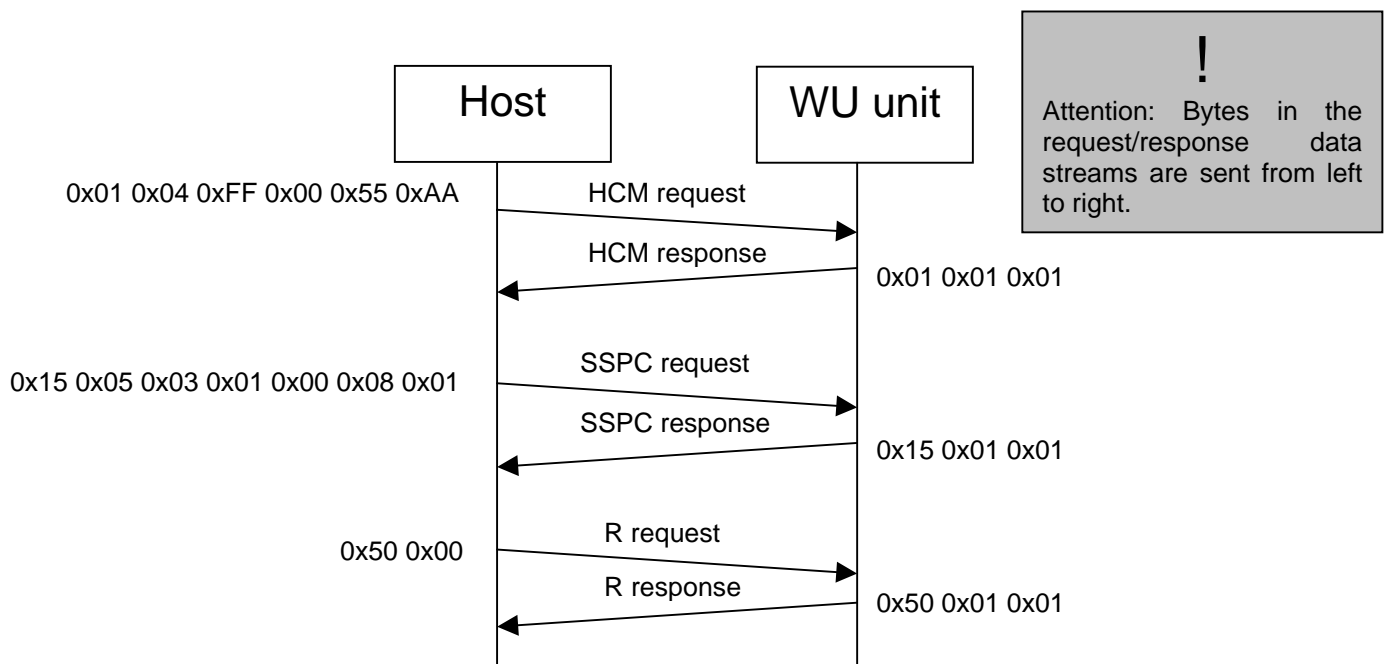 !
Attention: Bytes in the
request/response data
streams are sent from left
to right.
Host
WU unit
0x01 0x04 0xFF 0x00 0x55 0xAA
HCM request
HCM response
0x01 0x01 0x01
0x15 0x05 0x03 0x01 0x00 0x08 0x01
SSPC request
SSPC response
0x15 0x01 0x01
0x50 0x00
R request
R response
0x50 0x01 0x01